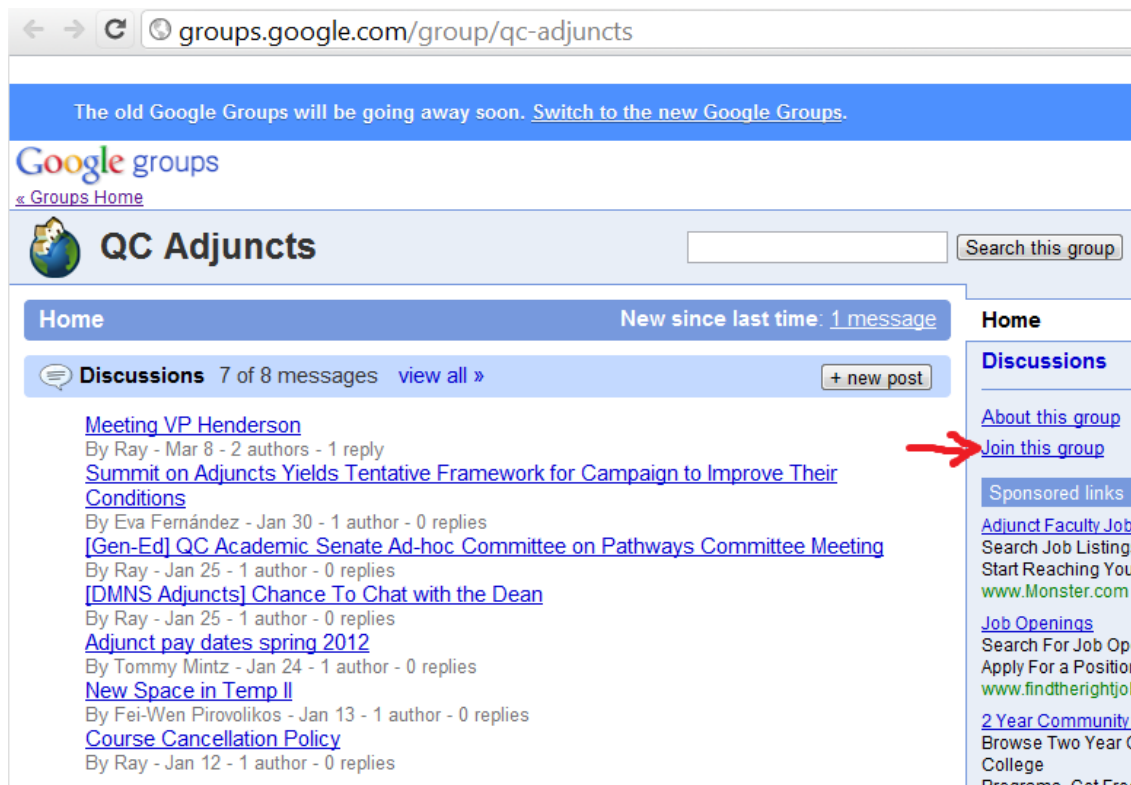 groups.google.com/group/qc-adjuncts
The old Google Groups will be going away soon. Switch to the new Google Groups.
Google groups
« Groups Home
QC Adjuncts
Search this group
Home
New since last time: 1 message
Discussions 7 of 8 messages view all »
+ new post
Meeting VP Henderson
By Ray - Mar 8 - 2 authors - 1 reply
Summit on Adjuncts Yields Tentative Framework for Campaign to Improve Their
Conditions
By Eva Fernández - Jan 30 - 1 author - 0 replies
[Gen-Ed] QC Academic Senate Ad-hoc Committee on Pathways Committee Meeting
By Ray - Jan 25 - 1 author - 0 replies
[DMNS Adjuncts] Chance To Chat with the Dean
By Ray - Jan 25 - 1 author - 0 replies
Adjunct pay dates spring 2012
By Tommy Mintz - Jan 24 - 1 author - 0 replies
New Space in Temp II
By Fei-Wen Pirovolikos - Jan 13 - 1 author - 0 replies
Course Cancellation Policy
By Ray - Jan 12 - 1 author - 0 replies
Home
Discussions
About this group
Join this group
Sponsored links
Adjunct Faculty Job
Search Job Listing
Start Reaching You
www.Monster.com
Job Openings
Search For Job Op
Apply For a Position
www.findtherightjo
2 Year Community
Browse Two Year
College